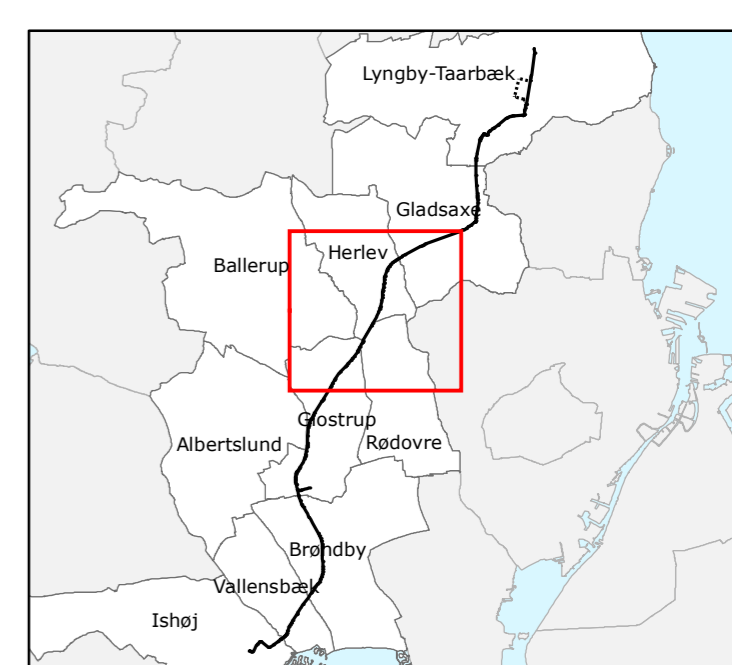 Lyngby-Taarbæk
Gladsaxe
Herlev
Ballerup
Glostrup
Albertslund
Rødovre
Brøndby
Vallensbæk
Ishøj